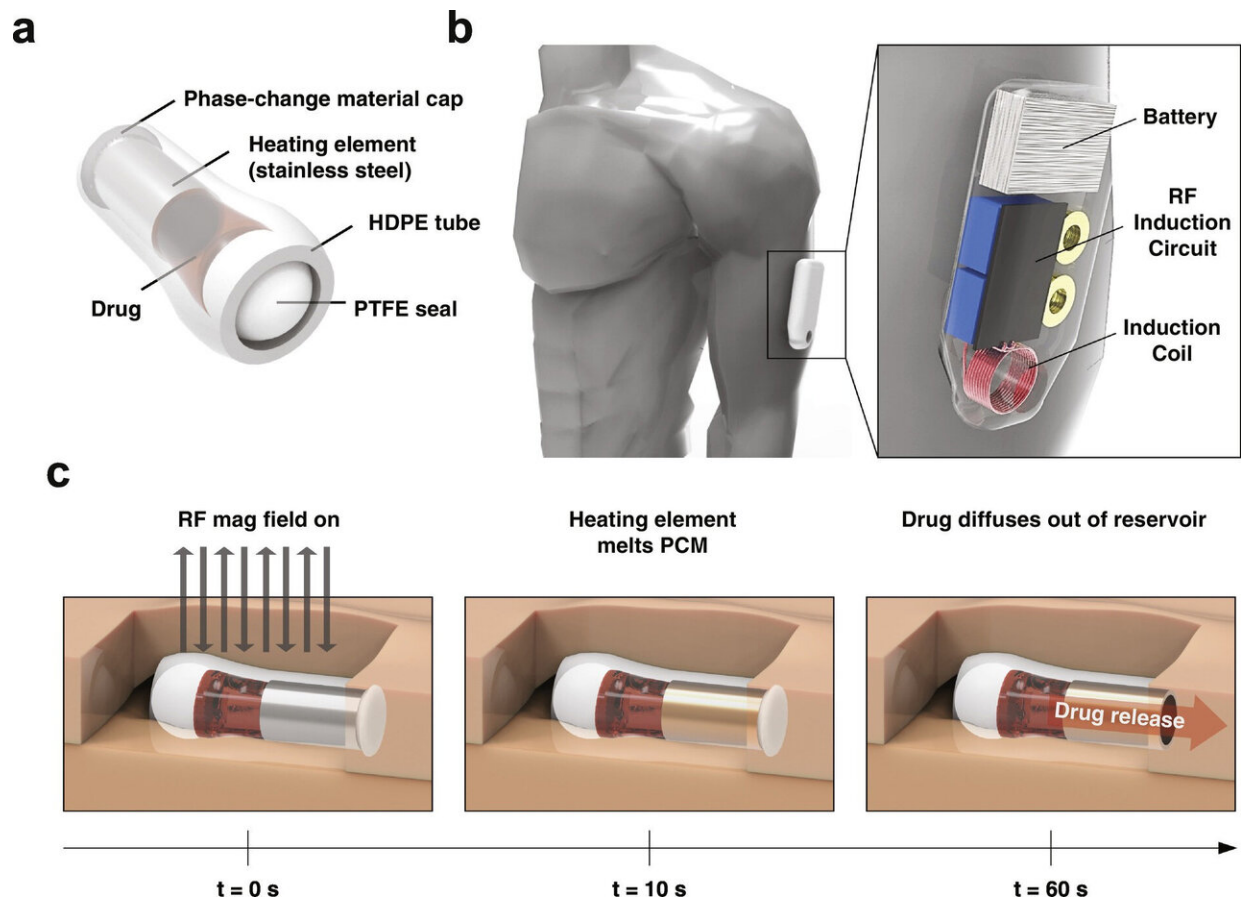 a
Phase-change material cap
Heating element
(stainless steel)
HDPE tube
Drug
PTFE seal
b
Battery
RF
Induction
Circuit
Induction
Coil
c
RF mag field on
Heating element
melts PCM
Drug diffuses out of reservoir
Drug release
t = 0 s
t = 10 s
t = 60 s